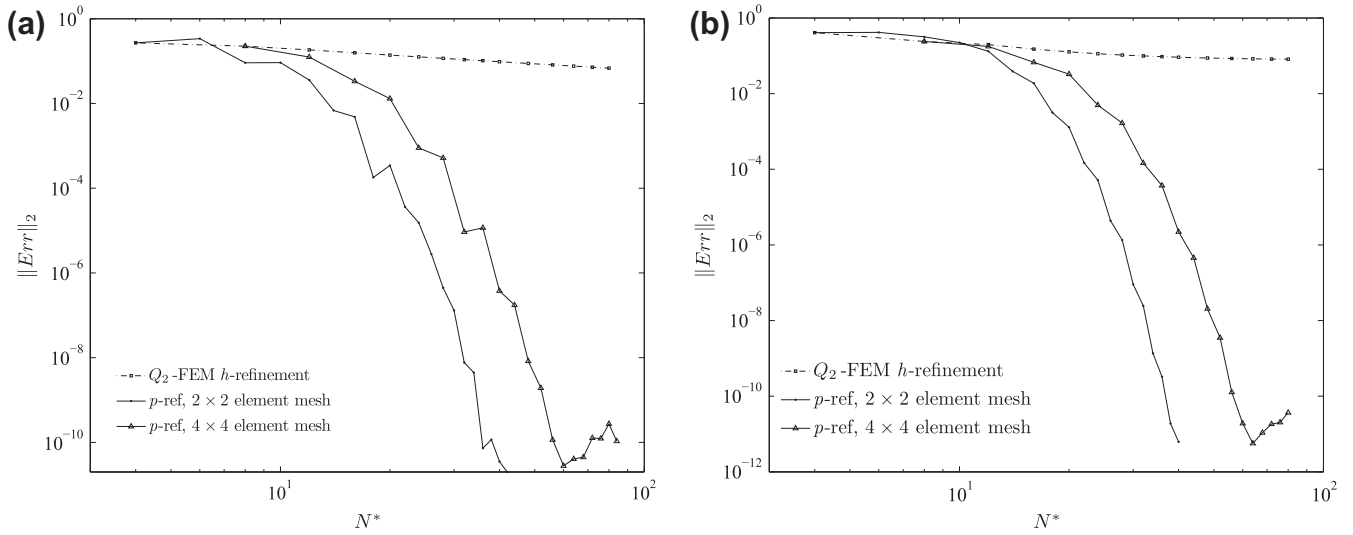 (a)
10^0
10^-2
10^-4
10^-6
10^-8
10^-10
||Err||_2
Q_2-FEM h-refinement
p-ref, 2 × 2 element mesh
p-ref, 4 × 4 element mesh
10^1
10^2
N*
(b)
10^0
10^-2
10^-4
10^-6
10^-8
10^-10
10^-12
||Err||_2
Q_2-FEM h-refinement
p-ref, 2 × 2 element mesh
p-ref, 4 × 4 element mesh
10^1
10^2
N*